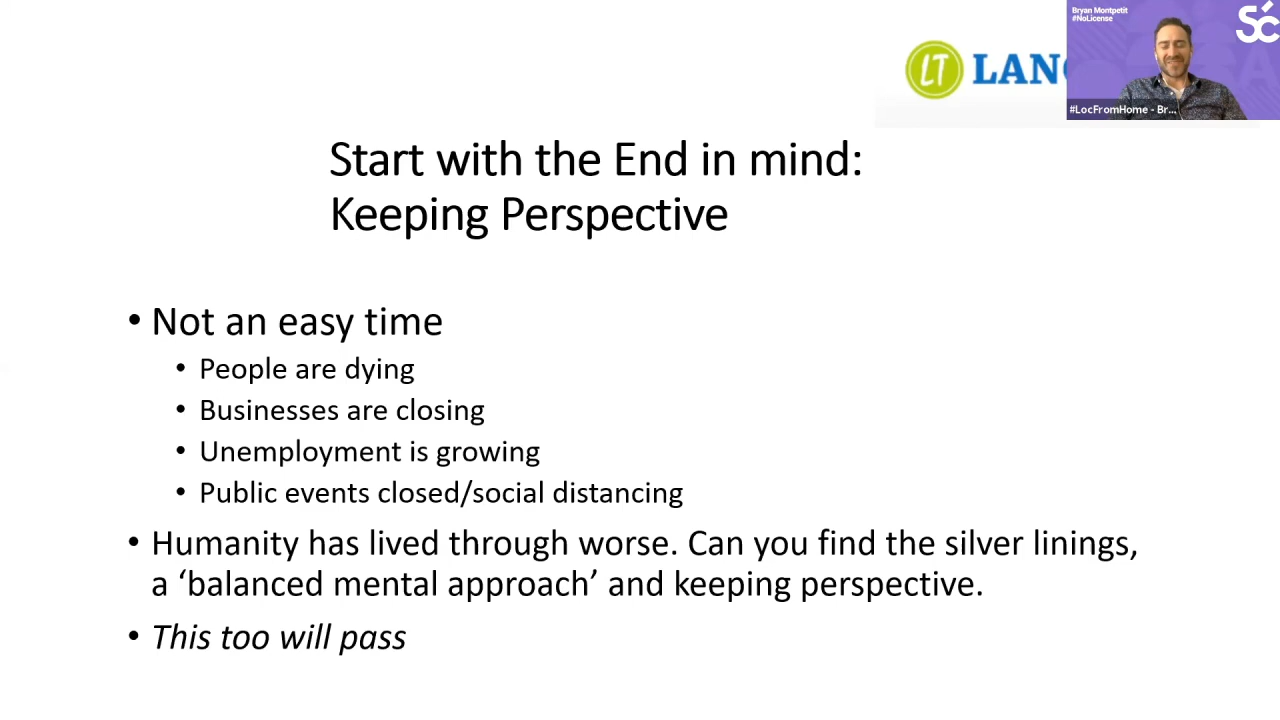 Bryan Montpetit
#NoLicense
Sc
LT
#LocFromHome - Br...
Start with the End in mind:
Keeping Perspective
• Not an easy time
• People are dying
• Businesses are closing
• Unemployment is growing
• Public events closed/social distancing
• Humanity has lived through worse. Can you find the silver linings,
a ‘balanced mental approach’ and keeping perspective.
• This too will pass